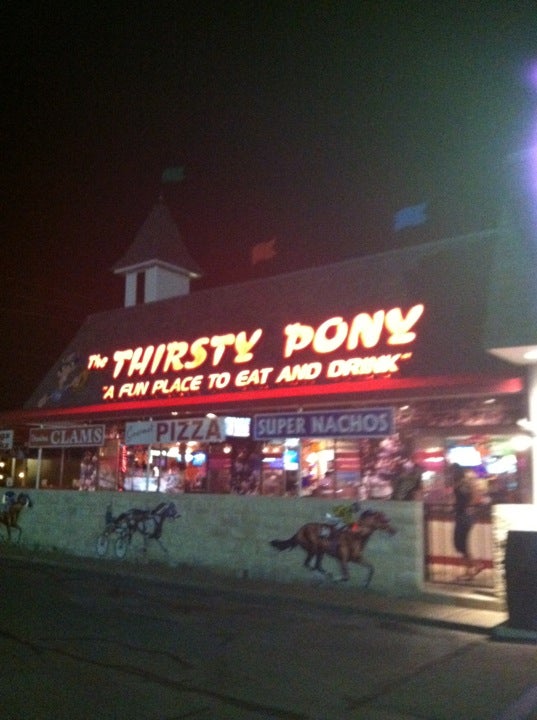 The THIRSTY PONY
"A FUN PLACE TO EAT AND DRINK"
CLAMS
PIZZA
SUPER NACHOS